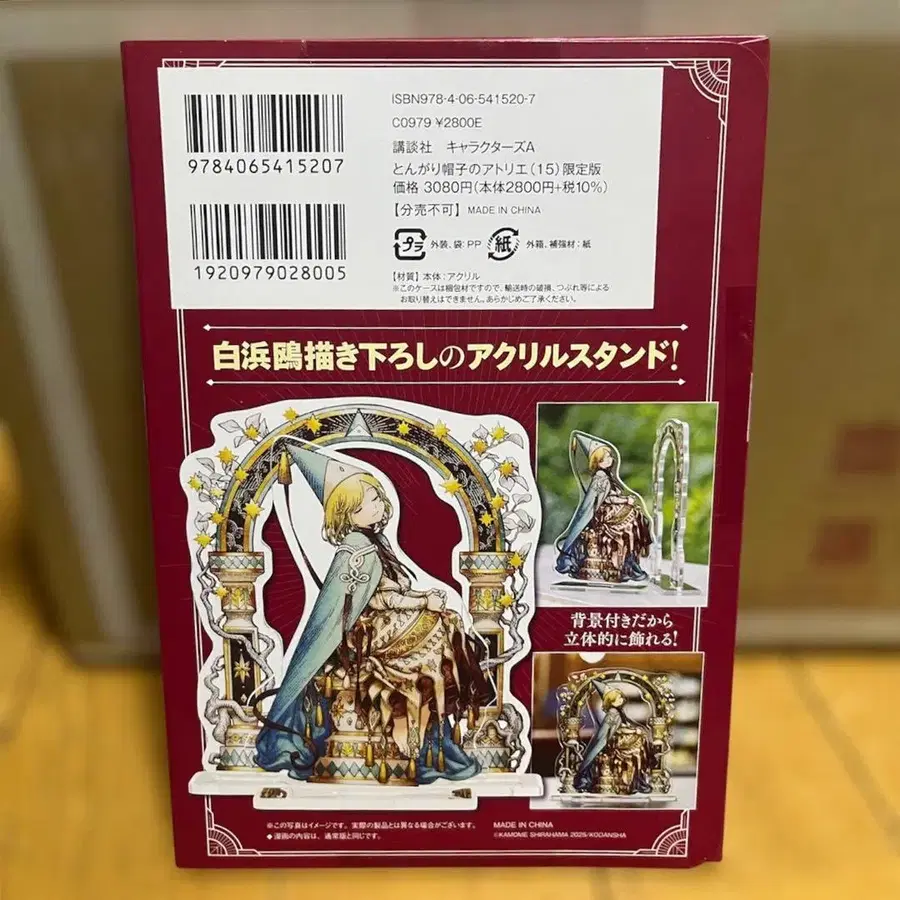 ISBN978-4-06-541520-7
C0979 ¥2800E
9784065415207
講談社 キャラクターズA
とんがり帽子のアトリエ(15)限定版
価格 3080円(本体2800円+税10%)
【分売不可】 MADE IN CHINA
1920979028005
プラ 外装、袋:PP 紙 外箱、補強材:紙
【材質】本体:アクリル
※このケースは梱包材ですので、輸送時の破損、つぶれ等による
お取り替えはできません。あらかじめご了承ください。
白浜鴎描き下ろしのアクリルスタンド!
背景付きだから
立体的に飾れる!
※この写真はイメージです。実際の製品とは異なる場合がございます。
◆漫画の内容は、通常版と同じです。
MADE IN CHINA
©KAMOME SHIRAHAMA 2025/KODANSHA